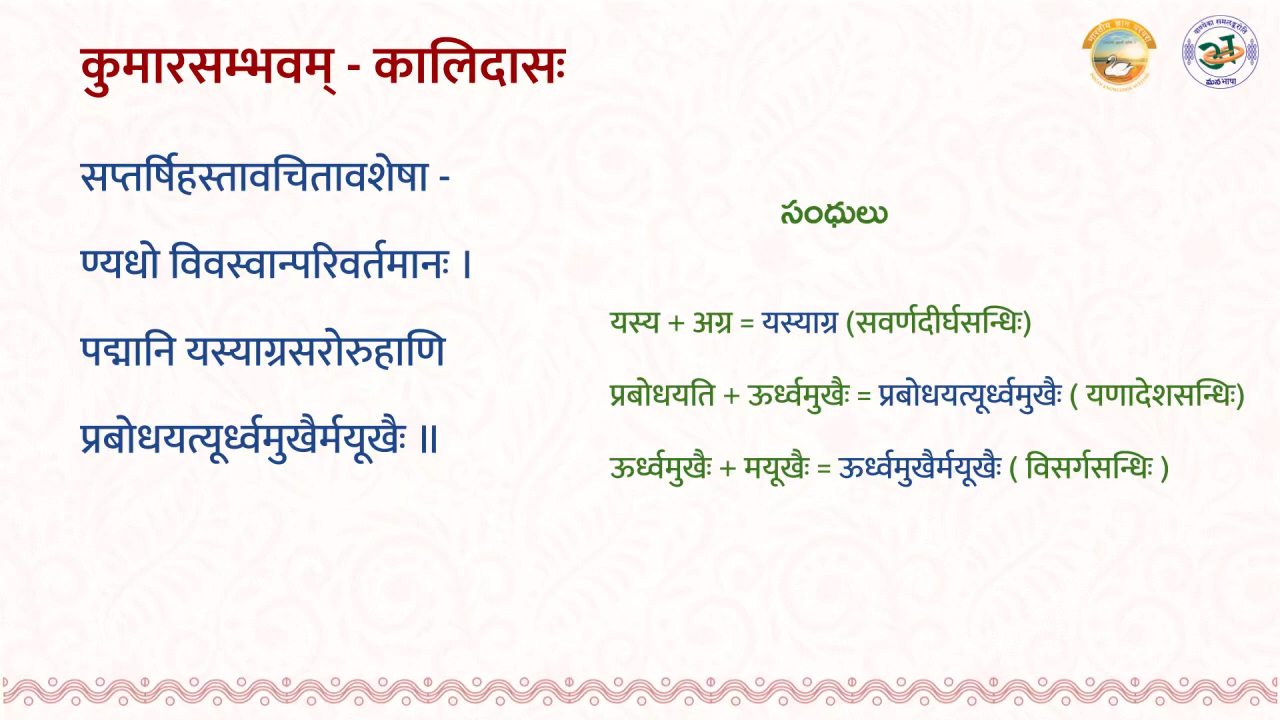 कुमारसम्भवम् - कालिदासः
सप्तर्षिहस्तावचितावशेषा -
ण्यधो विवस्वान्परिवर्तमानः ।
पद्मानि यस्याग्रसरोरुहाणि
प्रबोधयत्यूर्ध्वमुखैर्मयूखैः ॥
సంధులు
यस्य + अग्र = यस्याग्र (सवर्णदीर्घसन्धिः)
प्रबोधयति + ऊर्ध्वमुखैः = प्रबोधयत्यूर्ध्वमुखैः ( यणादेशसन्धिः)
ऊर्ध्वमुखैः + मयूखैः = ऊर्ध्वमुखैर्मयूखैः ( विसर्गसन्धिः )